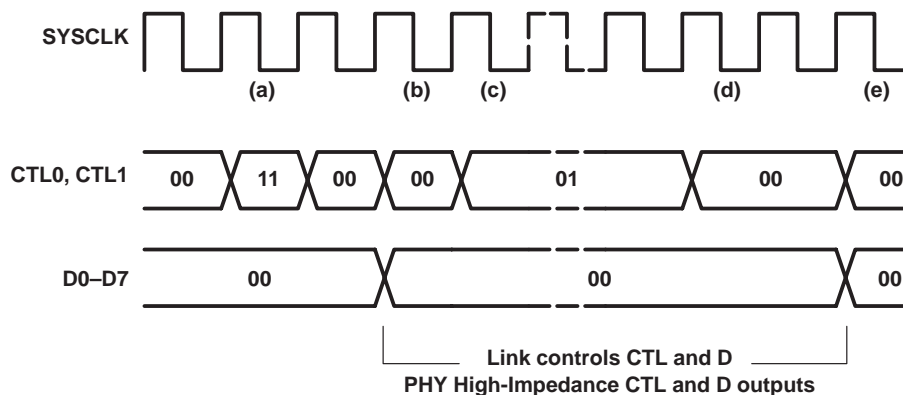 SYSCLK
(a) (b) (c) (d) (e)
CTL0, CTL1 00 11 00 00 01 00 00
D0–D7 00 00 00
Link controls CTL and D
PHY High-Impedance CTL and D outputs